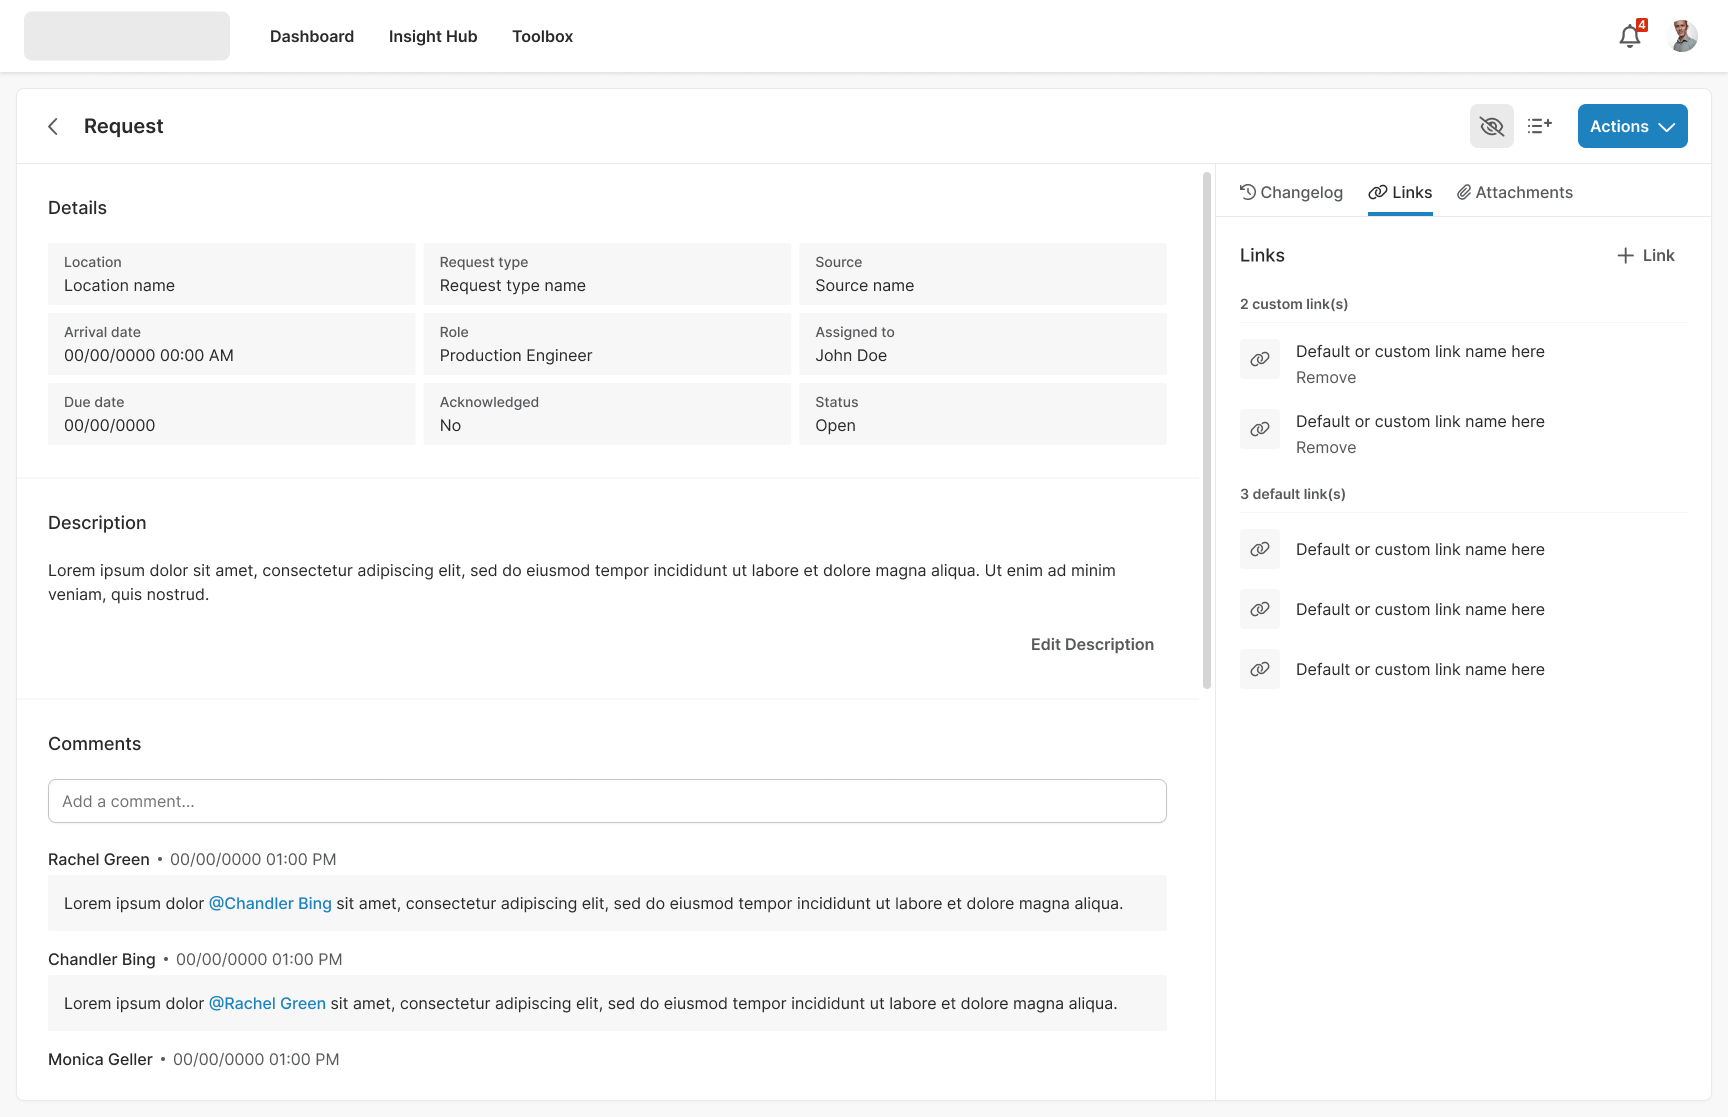 Dashboard
Insight Hub
Toolbox
4
Request
Actions
Details
Location
Location name
Request type
Request type name
Source
Source name
Arrival date
00/00/0000 00:00 AM
Role
Production Engineer
Assigned to
John Doe
Due date
00/00/0000
Acknowledged
No
Status
Open
Description
Lorem ipsum dolor sit amet, consectetur adipiscing elit, sed do eiusmod tempor incididunt ut labore et dolore magna aliqua. Ut enim ad minim
veniam, quis nostrud.
Edit Description
Comments
Add a comment...
Rachel Green • 00/00/0000 01:00 PM
Lorem ipsum dolor @Chandler Bing sit amet, consectetur adipiscing elit, sed do eiusmod tempor incididunt ut labore et dolore magna aliqua.
Chandler Bing • 00/00/0000 01:00 PM
Lorem ipsum dolor @Rachel Green sit amet, consectetur adipiscing elit, sed do eiusmod tempor incididunt ut labore et dolore magna aliqua.
Monica Geller • 00/00/0000 01:00 PM
Changelog
Links
Attachments
Links
Link
2 custom link(s)
Default or custom link name here
Remove
Default or custom link name here
Remove
3 default link(s)
Default or custom link name here
Default or custom link name here
Default or custom link name here